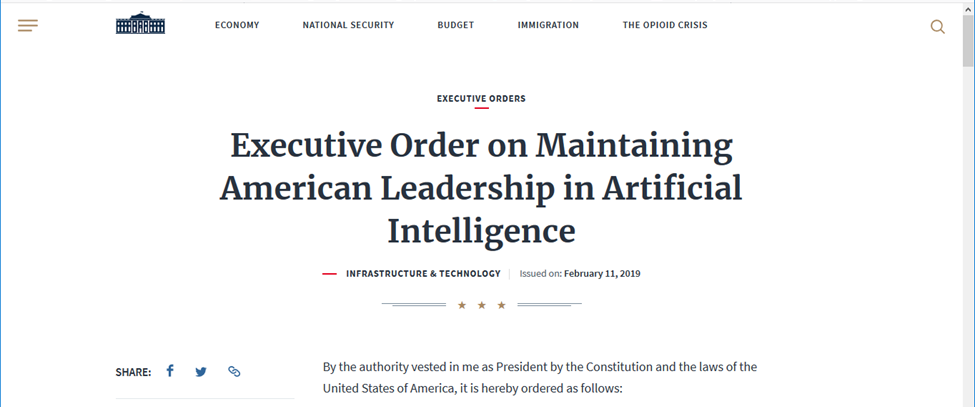 ECONOMY NATIONAL SECURITY BUDGET IMMIGRATION THE OPIOID CRISIS
EXECUTIVE ORDERS
Executive Order on Maintaining
American Leadership in Artificial
Intelligence
INFRASTRUCTURE & TECHNOLOGY Issued on: February 11, 2019
SHARE:
By the authority vested in me as President by the Constitution and the laws of the
United States of America, it is hereby ordered as follows: